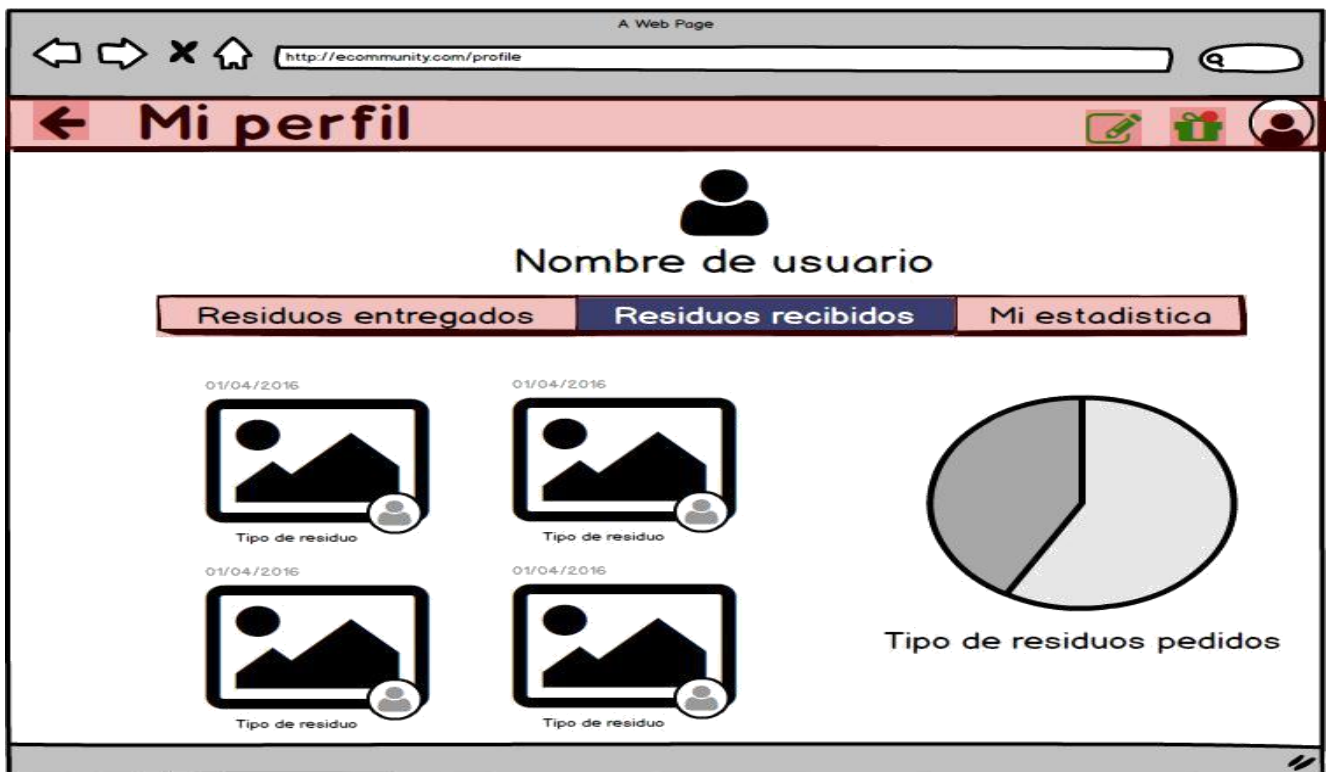 A Web Page
http://ecommunity.com/profile
Mi perfil
Nombre de usuario
Residuos entregados
Residuos recibidos
Mi estadistica
01/04/2016
01/04/2016
Tipo de residuo
Tipo de residuo
01/04/2016
01/04/2016
Tipo de residuo
Tipo de residuo
Tipo de residuos pedidos